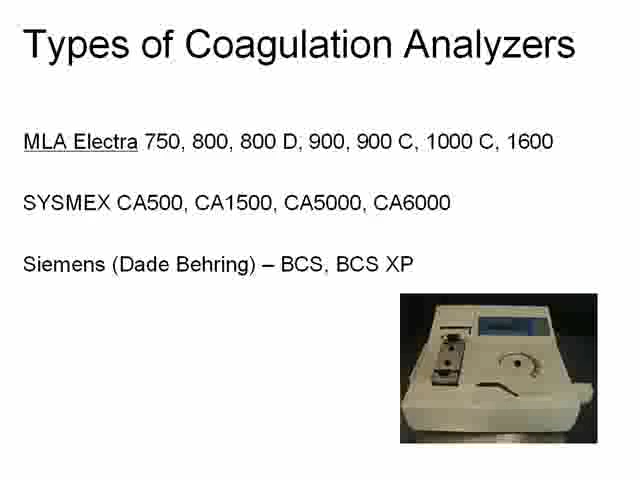 Types of Coagulation Analyzers
MLA Electra 750, 800, 800 D, 900, 900 C, 1000 C, 1600
SYSMEX CA500, CA1500, CA5000, CA6000
Siemens (Dade Behring) – BCS, BCS XP